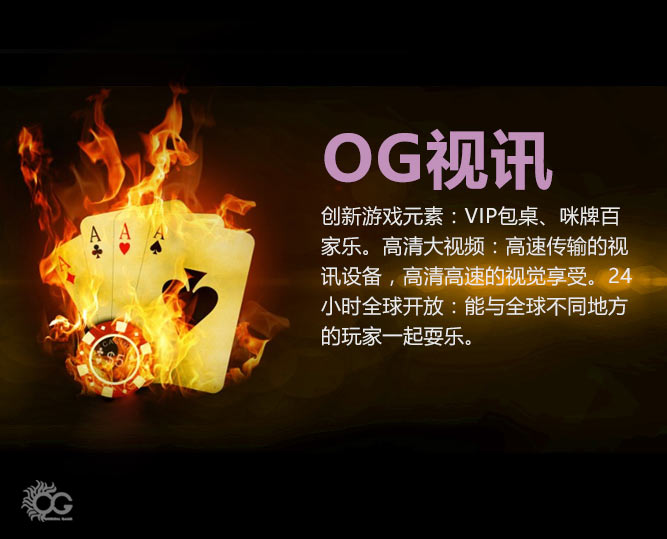 OG视讯
创新游戏元素：VIP包桌、咪牌百
家乐。高清大视频：高速传输的视
讯设备，高清高速的视觉享受。24
小时全球开放：能与全球不同地方
的玩家一起耍乐。
A
A
A
A
$5
OG